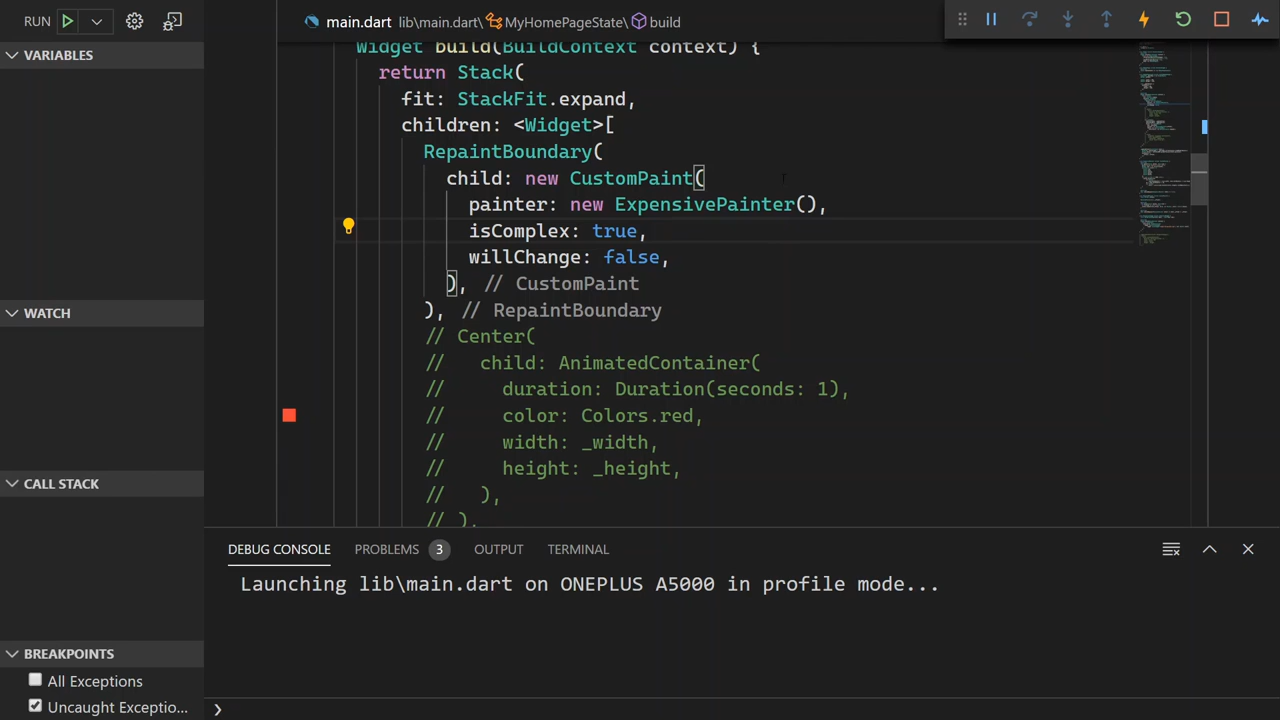 RUN
main.dart lib\main.dart\ MyHomePageState\ build
VARIABLES
WATCH
CALL STACK
BREAKPOINTS
All Exceptions
Uncaught Exceptio...
Widget build(BuildContext context) {
return Stack(
fit: StackFit.expand,
children: <Widget>[
RepaintBoundary(
child: new CustomPaint(
painter: new ExpensivePainter(),
isComplex: true,
willChange: false,
), // CustomPaint
), // RepaintBoundary
// Center(
//   child: AnimatedContainer(
//     duration: Duration(seconds: 1),
//     color: Colors.red,
//     width: _width,
//     height: _height,
//   ),
// ),
DEBUG CONSOLE PROBLEMS 3 OUTPUT TERMINAL
Launching lib\main.dart on ONEPLUS A5000 in profile mode...